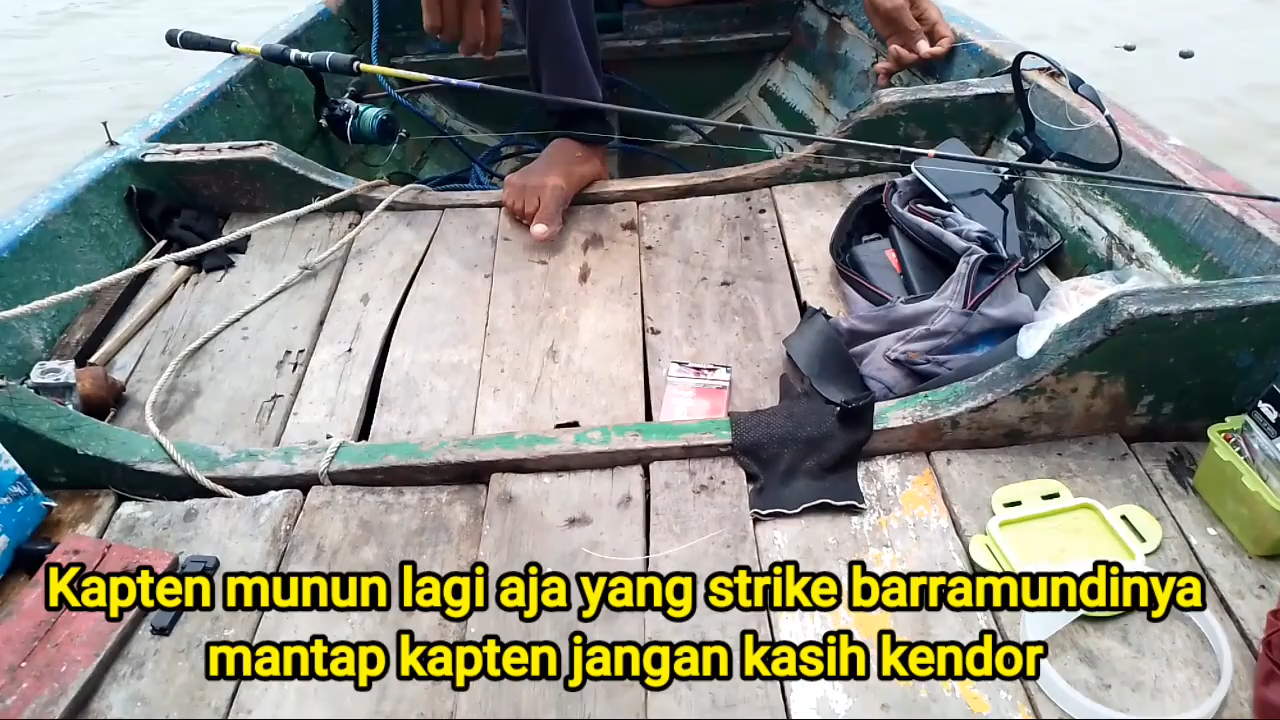 Kapten munun lagi aja yang strike barramundinya
mantap kapten jangan kasih kendor